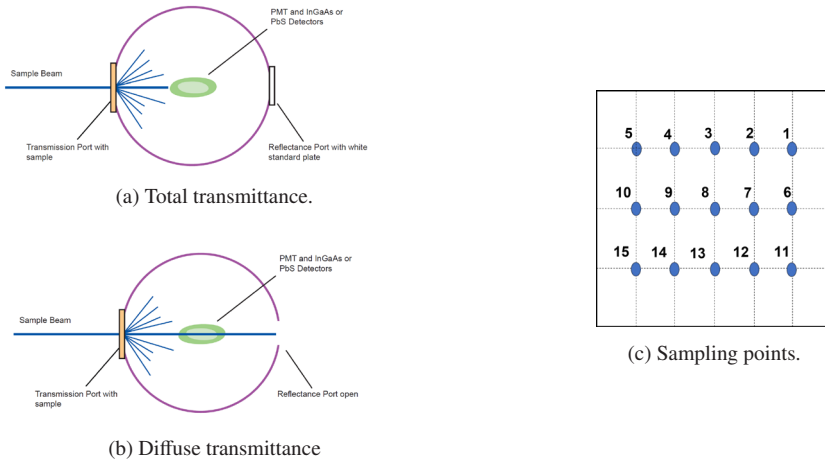 PMT and InGaAs or
PbS Detectors
Sample Beam
Transmission Port with
sample
Reflectance Port with white
standard plate
(a) Total transmittance.
PMT and InGaAs or
PbS Detectors
Sample Beam
Transmission Port with
sample
Reflectance Port open
(b) Diffuse transmittance
5 4 3 2 1
10 9 8 7 6
15 14 13 12 11
(c) Sampling points.